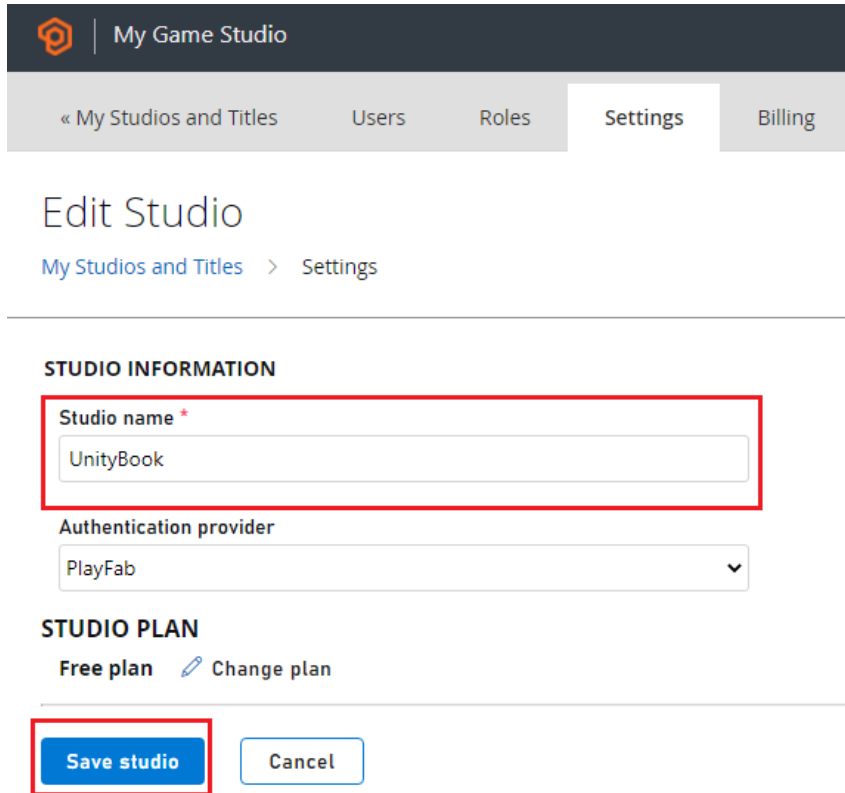 My Game Studio
« My Studios and Titles Users Roles Settings Billing
Edit Studio
My Studios and Titles > Settings
STUDIO INFORMATION
Studio name *
UnityBook
Authentication provider
PlayFab
STUDIO PLAN
Free plan Change plan
Save studio Cancel